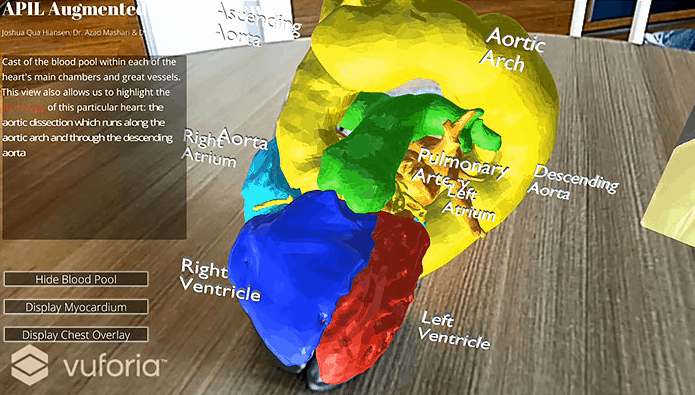 APIL Augmented
Joshua Qua Hiansen, Dr. Azad Mashari &
Cast of the blood pool within each of the
heart's main chambers and great vessels.
This view also allows us to highlight the
of this particular heart: the
aortic dissection which runs along the
aortic arch and through the descending
aorta
Hide Blood Pool
Display Myocardium
Display Chest Overlay
vuforia™
Ascending
Aorta
Aortic
Arch
Right
Atrium
Aorta
Pulmonary
Artery
Left
Atrium
Descending
Aorta
Right
Ventricle
Left
Ventricle